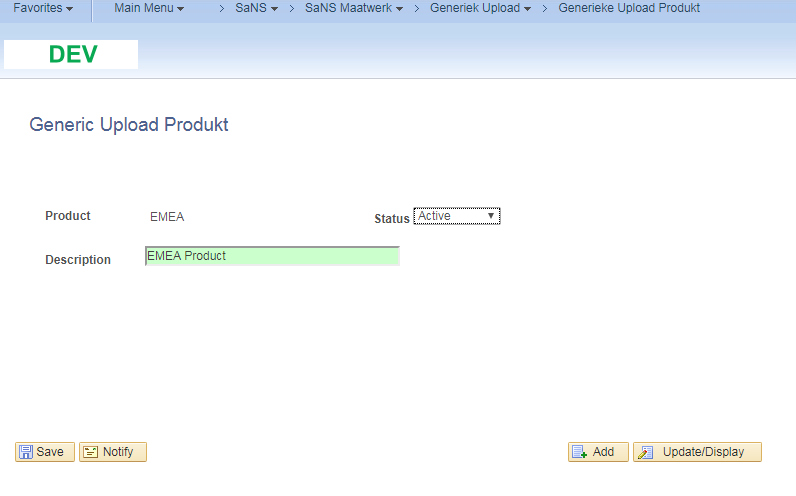 Favorites Main Menu > SaNS > SaNS Maatwerk > Generiek Upload > Generieke Upload Produkt
DEV
Generic Upload Produkt
Product EMEA Status Active
Description EMEA Product
Save Notify Add Update/Display